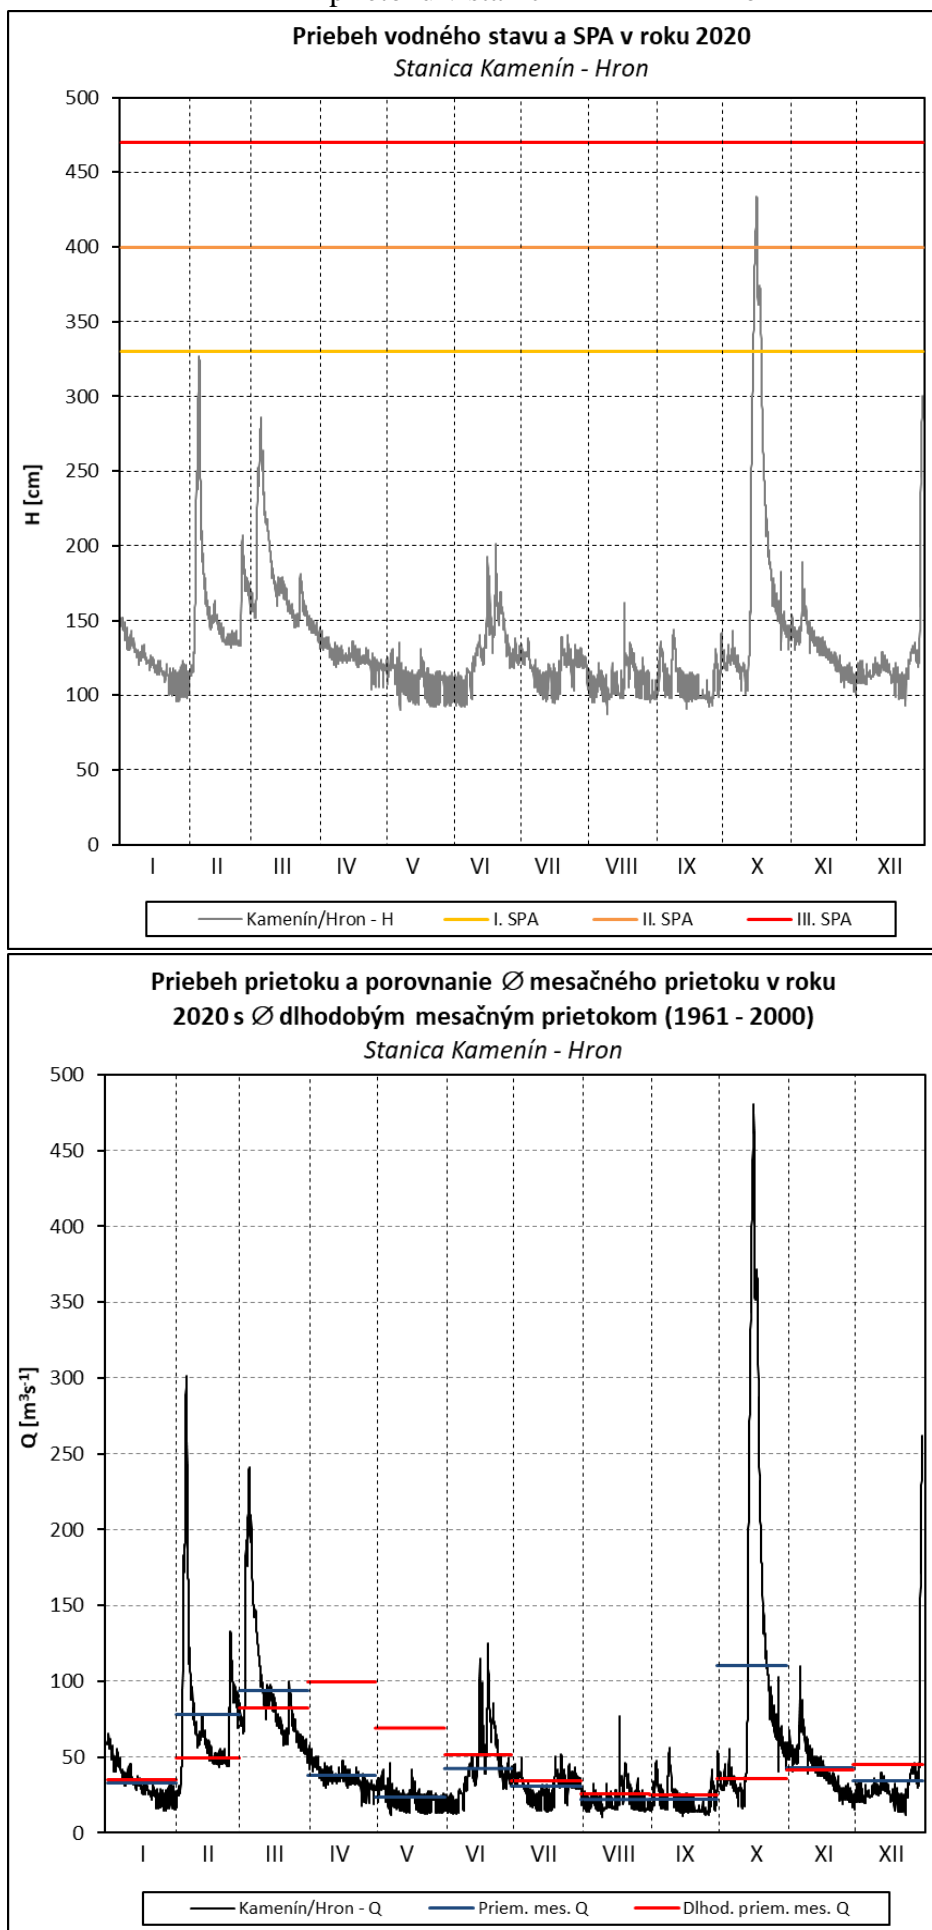 Priebeh vodného stavu a SPA v roku 2020
Stanica Kamenín - Hron
500
450
400
350
300
250
200
150
100
50
0
H [cm]
I II III IV V VI VII VIII IX X XI XII
Kamenín/Hron - H I. SPA II. SPA III. SPA
Priebeh prietoku a porovnanie ∅ mesačného prietoku v roku
2020 s ∅ dlhodobým mesačným prietokom (1961 - 2000)
Stanica Kamenín - Hron
500
450
400
350
300
250
200
150
100
50
0
Q [m³s⁻¹]
I II III IV V VI VII VIII IX X XI XII
Kamenín/Hron - Q Priem. mes. Q Dlhod. priem. mes. Q